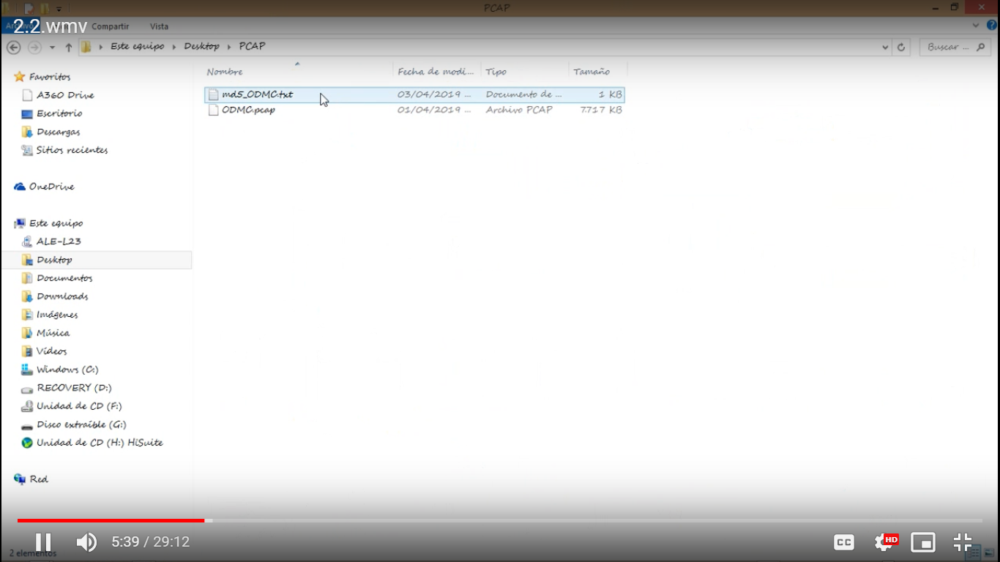 PCAP
2.2.wmv
Compartir
Vista
Este equipo
Desktop
PCAP
Buscar ...
Nombre
Fecha de modi...
Tipo
Tamaño
md5_ODMC.txt
03/04/2019 ...
Documento de ...
1 KB
ODMC.pcap
01/04/2019 ...
Archivo PCAP
7.717 KB
Favoritos
A360 Drive
Escritorio
Descargas
Sitios recientes
OneDrive
Este equipo
ALE-L23
Desktop
Documentos
Downloads
Imágenes
Música
Vídeos
Windows (C:)
RECOVERY (D:)
Unidad de CD (F:)
Disco extraíble (G:)
Unidad de CD (H:) HiSuite
Red
5:39 / 29:12
CC
HD
2 elementos